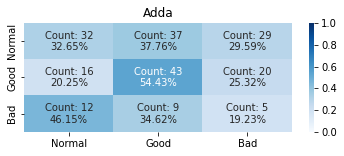 Adda
Normal
Count: 32
32.65%
Count: 37
37.76%
Count: 29
29.59%
Good
Count: 16
20.25%
Count: 43
54.43%
Count: 20
25.32%
Bad
Count: 12
46.15%
Count: 9
34.62%
Count: 5
19.23%
Normal
Good
Bad
1.0
0.8
0.6
0.4
0.2
0.0